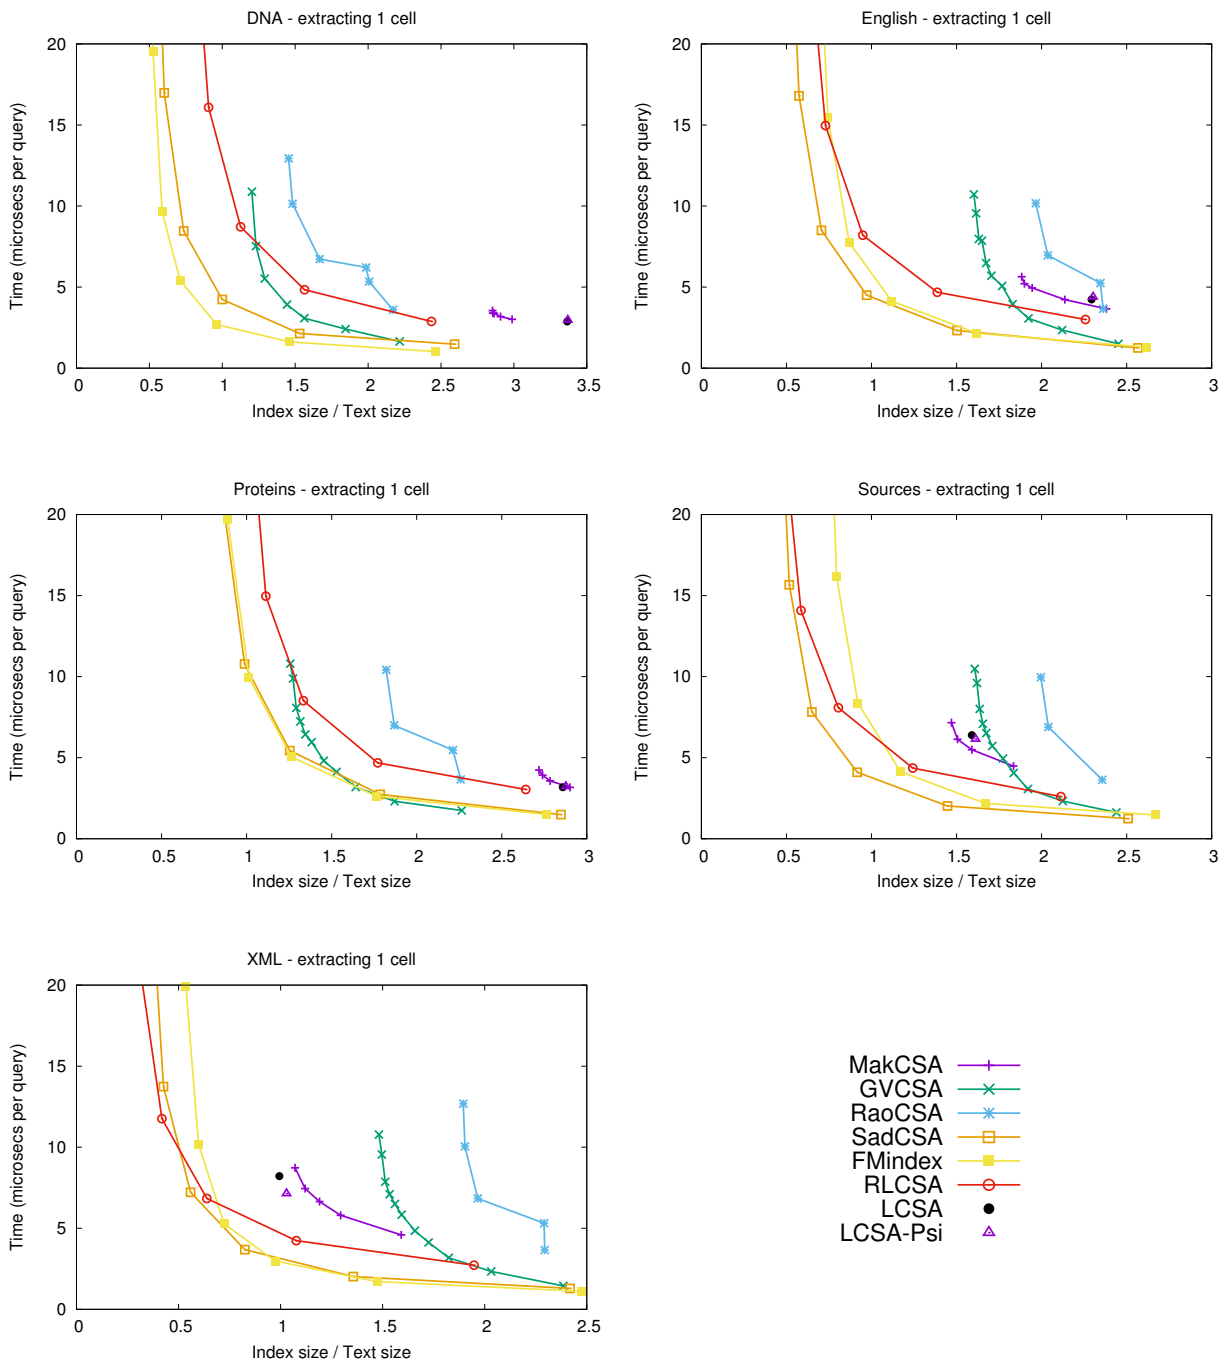 DNA - extracting 1 cell
20
15
10
5
0
0 0.5 1 1.5 2 2.5 3 3.5
Time (microsecs per query)
Index size / Text size
English - extracting 1 cell
20
15
10
5
0
0 0.5 1 1.5 2 2.5 3
Time (microsecs per query)
Index size / Text size
Proteins - extracting 1 cell
20
15
10
5
0
0 0.5 1 1.5 2 2.5 3
Time (microsecs per query)
Index size / Text size
Sources - extracting 1 cell
20
15
10
5
0
0 0.5 1 1.5 2 2.5 3
Time (microsecs per query)
Index size / Text size
XML - extracting 1 cell
20
15
10
5
0
0 0.5 1 1.5 2 2.5
Time (microsecs per query)
Index size / Text size
MakCSA
GVCSA
RaoCSA
SadCSA
FMindex
RLCSA
LCSA
LCSA-Psi